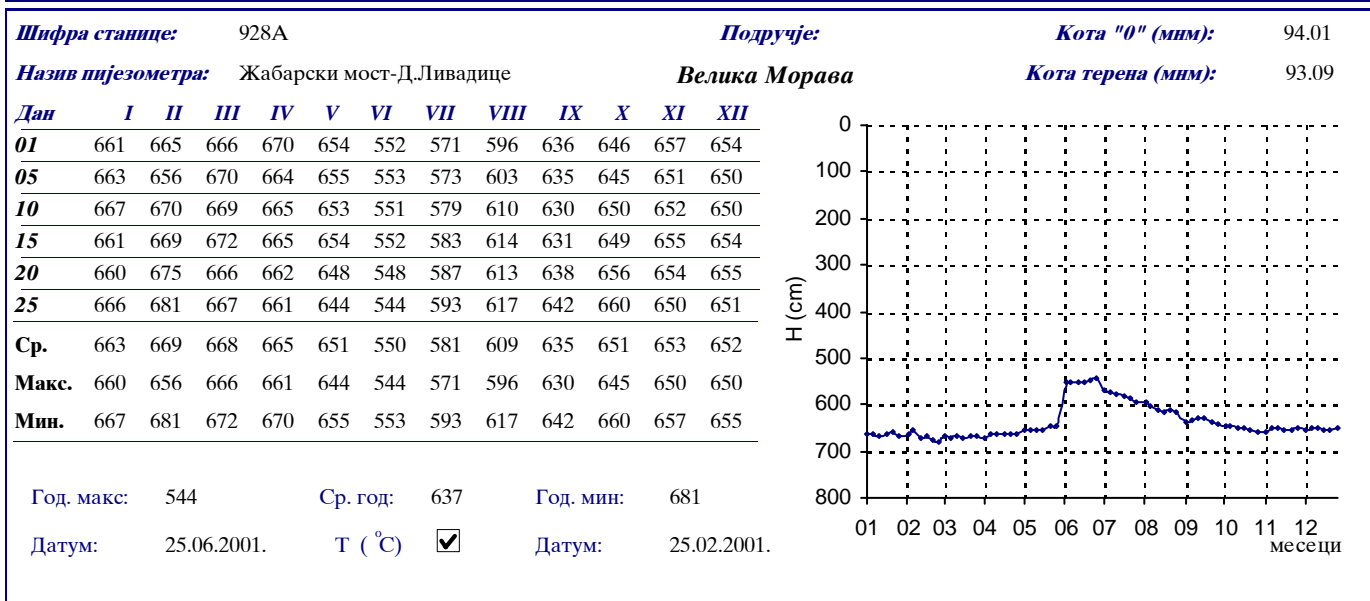 Шифра станице: 928А Подручје: Кота "0" (мнм): 94.01
Назив пијезометра: Жабарски мост-Д.Ливадице Велика Морава Кота терена (мнм): 93.09
Дан I II III IV V VI VII VIII IX X XI XII
01 661 665 666 670 654 552 571 596 636 646 657 654
05 663 656 670 664 655 553 573 603 635 645 651 650
10 667 670 669 665 653 551 579 610 630 650 652 650
15 661 669 672 665 654 552 583 614 631 649 655 654
20 660 675 666 662 648 548 587 613 638 656 654 655
25 666 681 667 661 644 544 593 617 642 660 650 651
Ср. 663 669 668 665 651 550 581 609 635 651 653 652
Макс. 660 656 666 661 644 544 571 596 630 645 650 650
Мин. 667 681 672 670 655 553 593 617 642 660 657 655
Год. макс: 544 Ср. год: 637 Год. мин: 681
Датум: 25.06.2001. T ( °C) Датум: 25.02.2001.
0
100
200
300
400
500
600
700
800
H (cm)
01 02 03 04 05 06 07 08 09 10 11 12
месеци